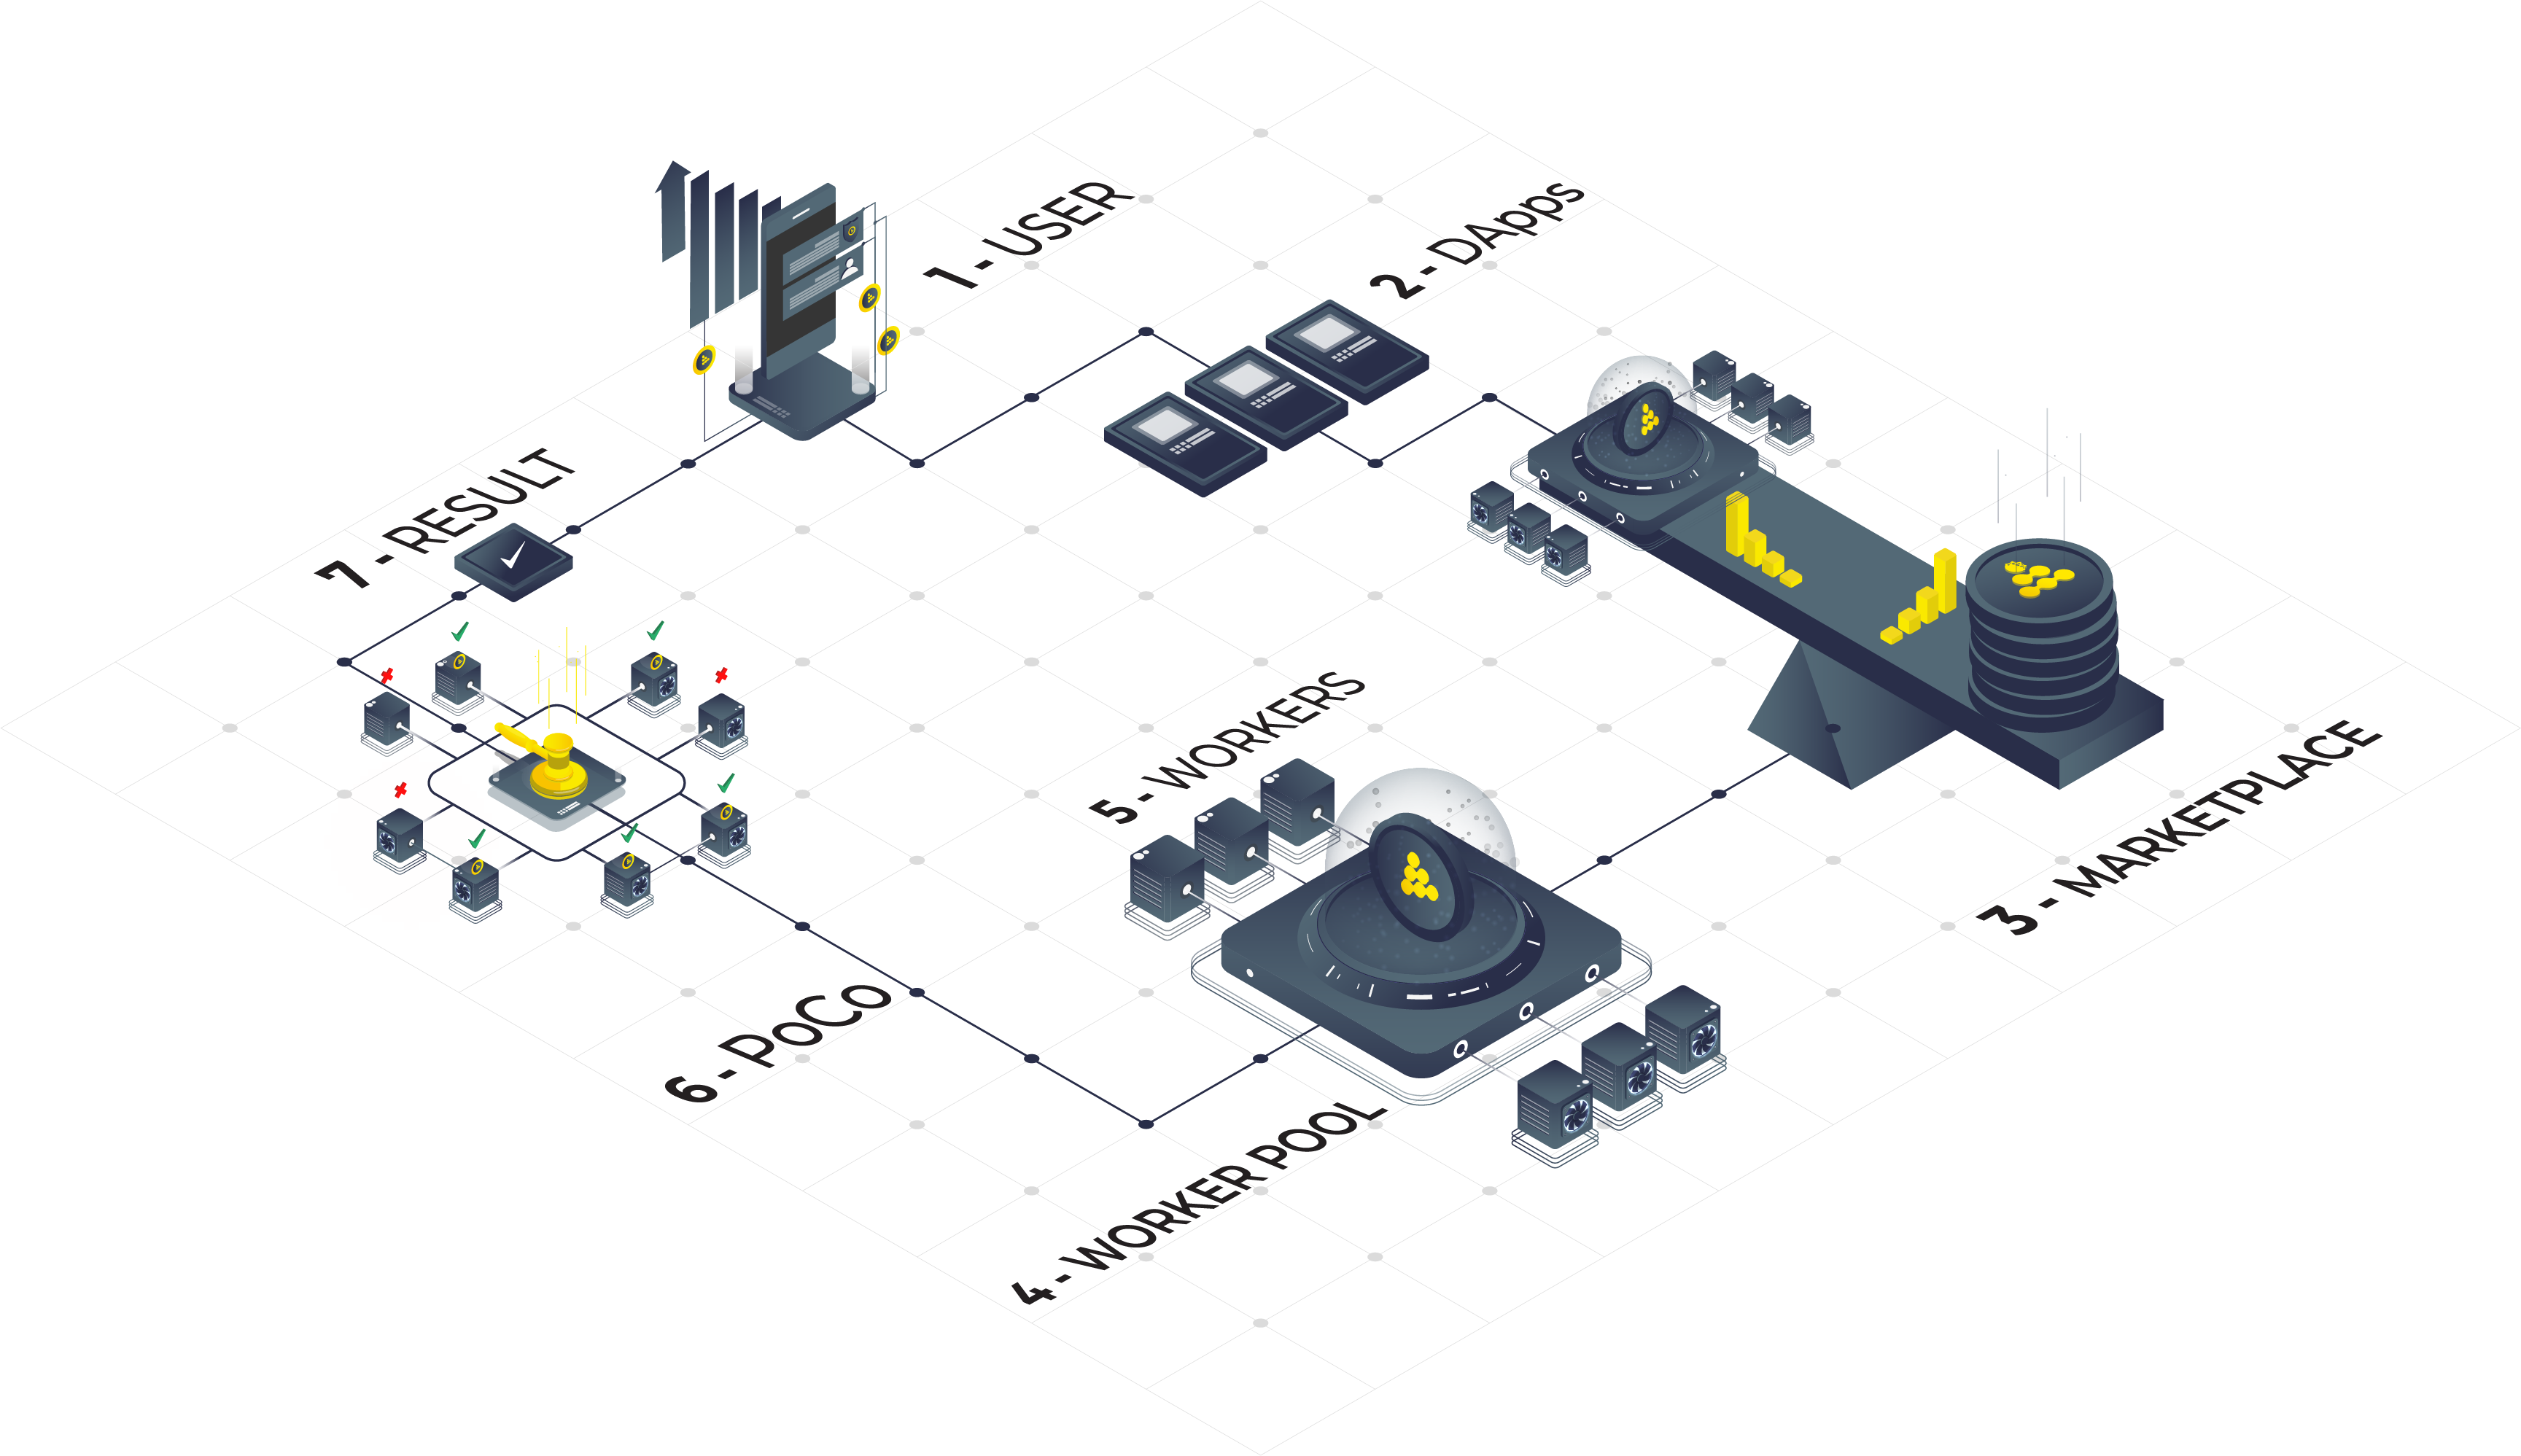 1 - USER
2 - DApps
3 - MARKETPLACE
4 - WORKER POOL
5 - WORKERS
6 - PoCo
7 - RESULT